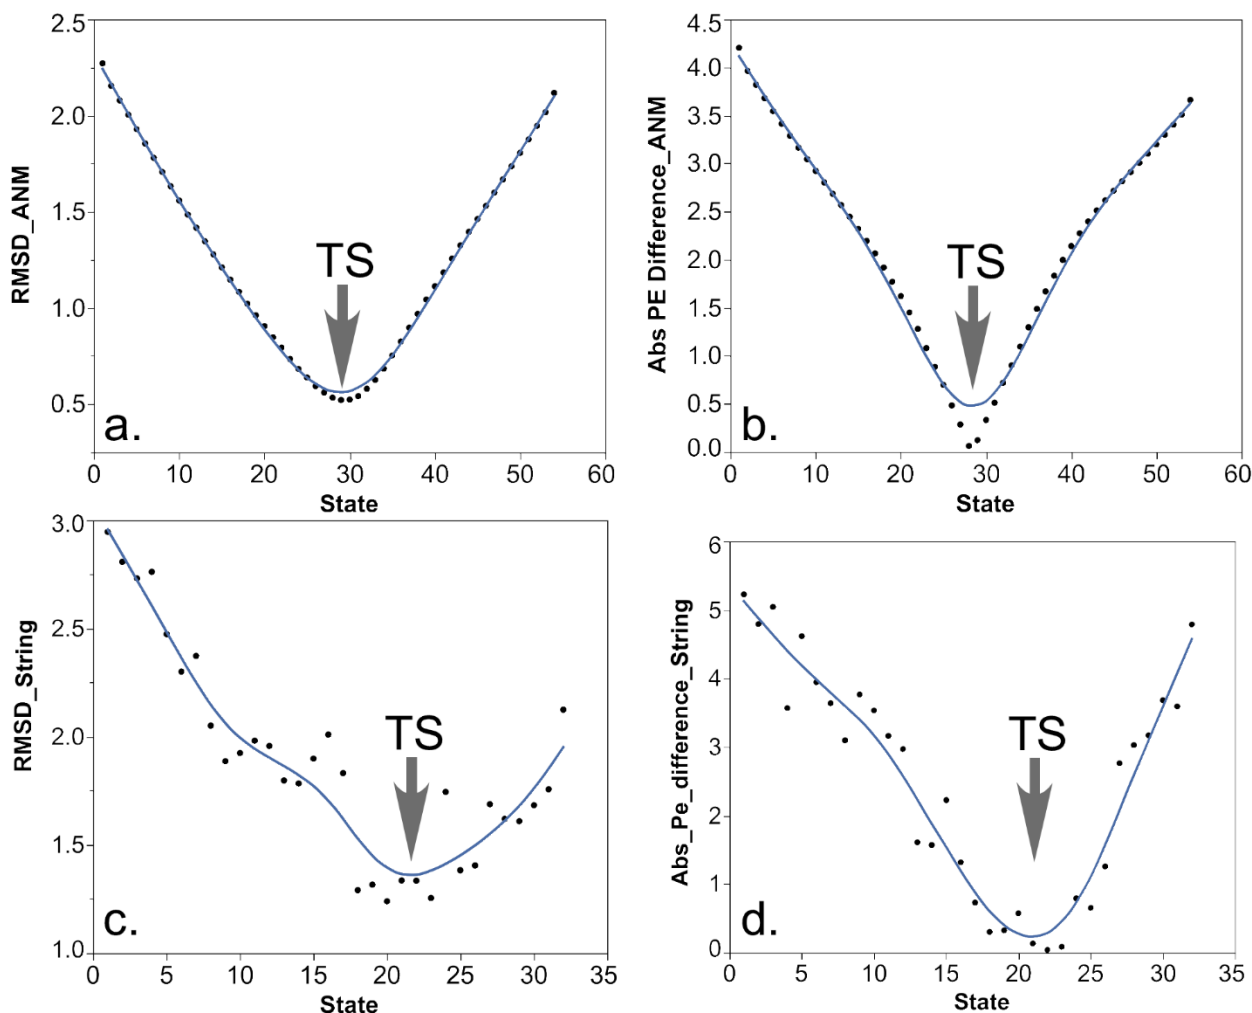 2.5
2.0
1.5
1.0
0.5
RMSD_ANM
TS
a.
0 10 20 30 40 50 60
State
4.5
4.0
3.5
3.0
2.5
2.0
1.5
1.0
0.5
0.0
Abs PE Difference_ANM
TS
b.
0 10 20 30 40 50 60
State
3.0
2.5
2.0
1.5
1.0
RMSD_String
TS
c.
0 5 10 15 20 25 30 35
State
6
5
4
3
2
1
0
Abs_Pe_difference_String
TS
d.
0 5 10 15 20 25 30 35
State